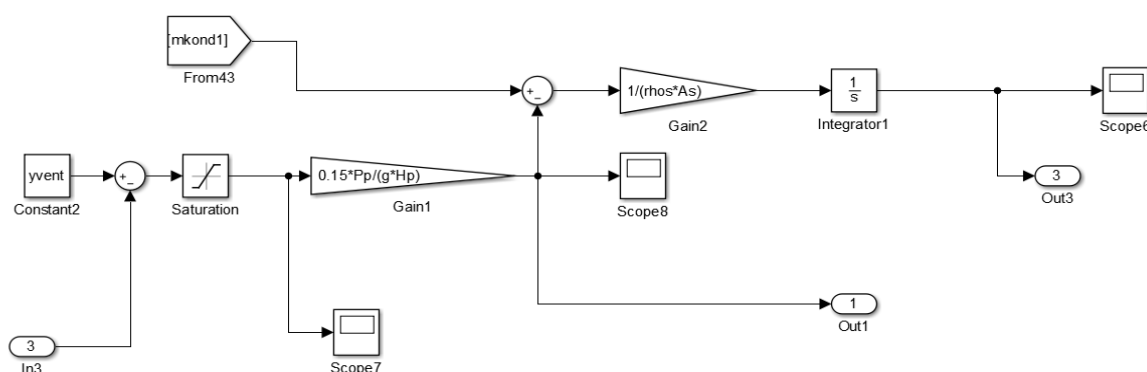 [mkond1]
From43
+
−
1/(rhos*As)
Gain2
1
s
Integrator1
Scope6
3
Out3
yvent
Constant2
+
−
Saturation
0.15*Pp/(g*Hp)
Gain1
Scope8
1
Out1
3
In3
Scope7